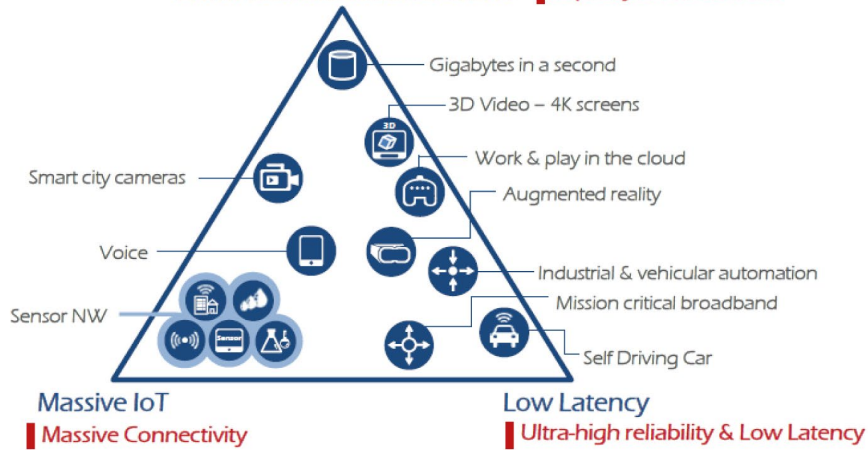 Gigabytes in a second
3D Video – 4K screens
3D
Work & play in the cloud
Smart city cameras
Augmented reality
Voice
Industrial & vehicular automation
Mission critical broadband
Sensor NW
Sensor
Self Driving Car
Massive IoT
Low Latency
Massive Connectivity
Ultra-high reliability & Low Latency